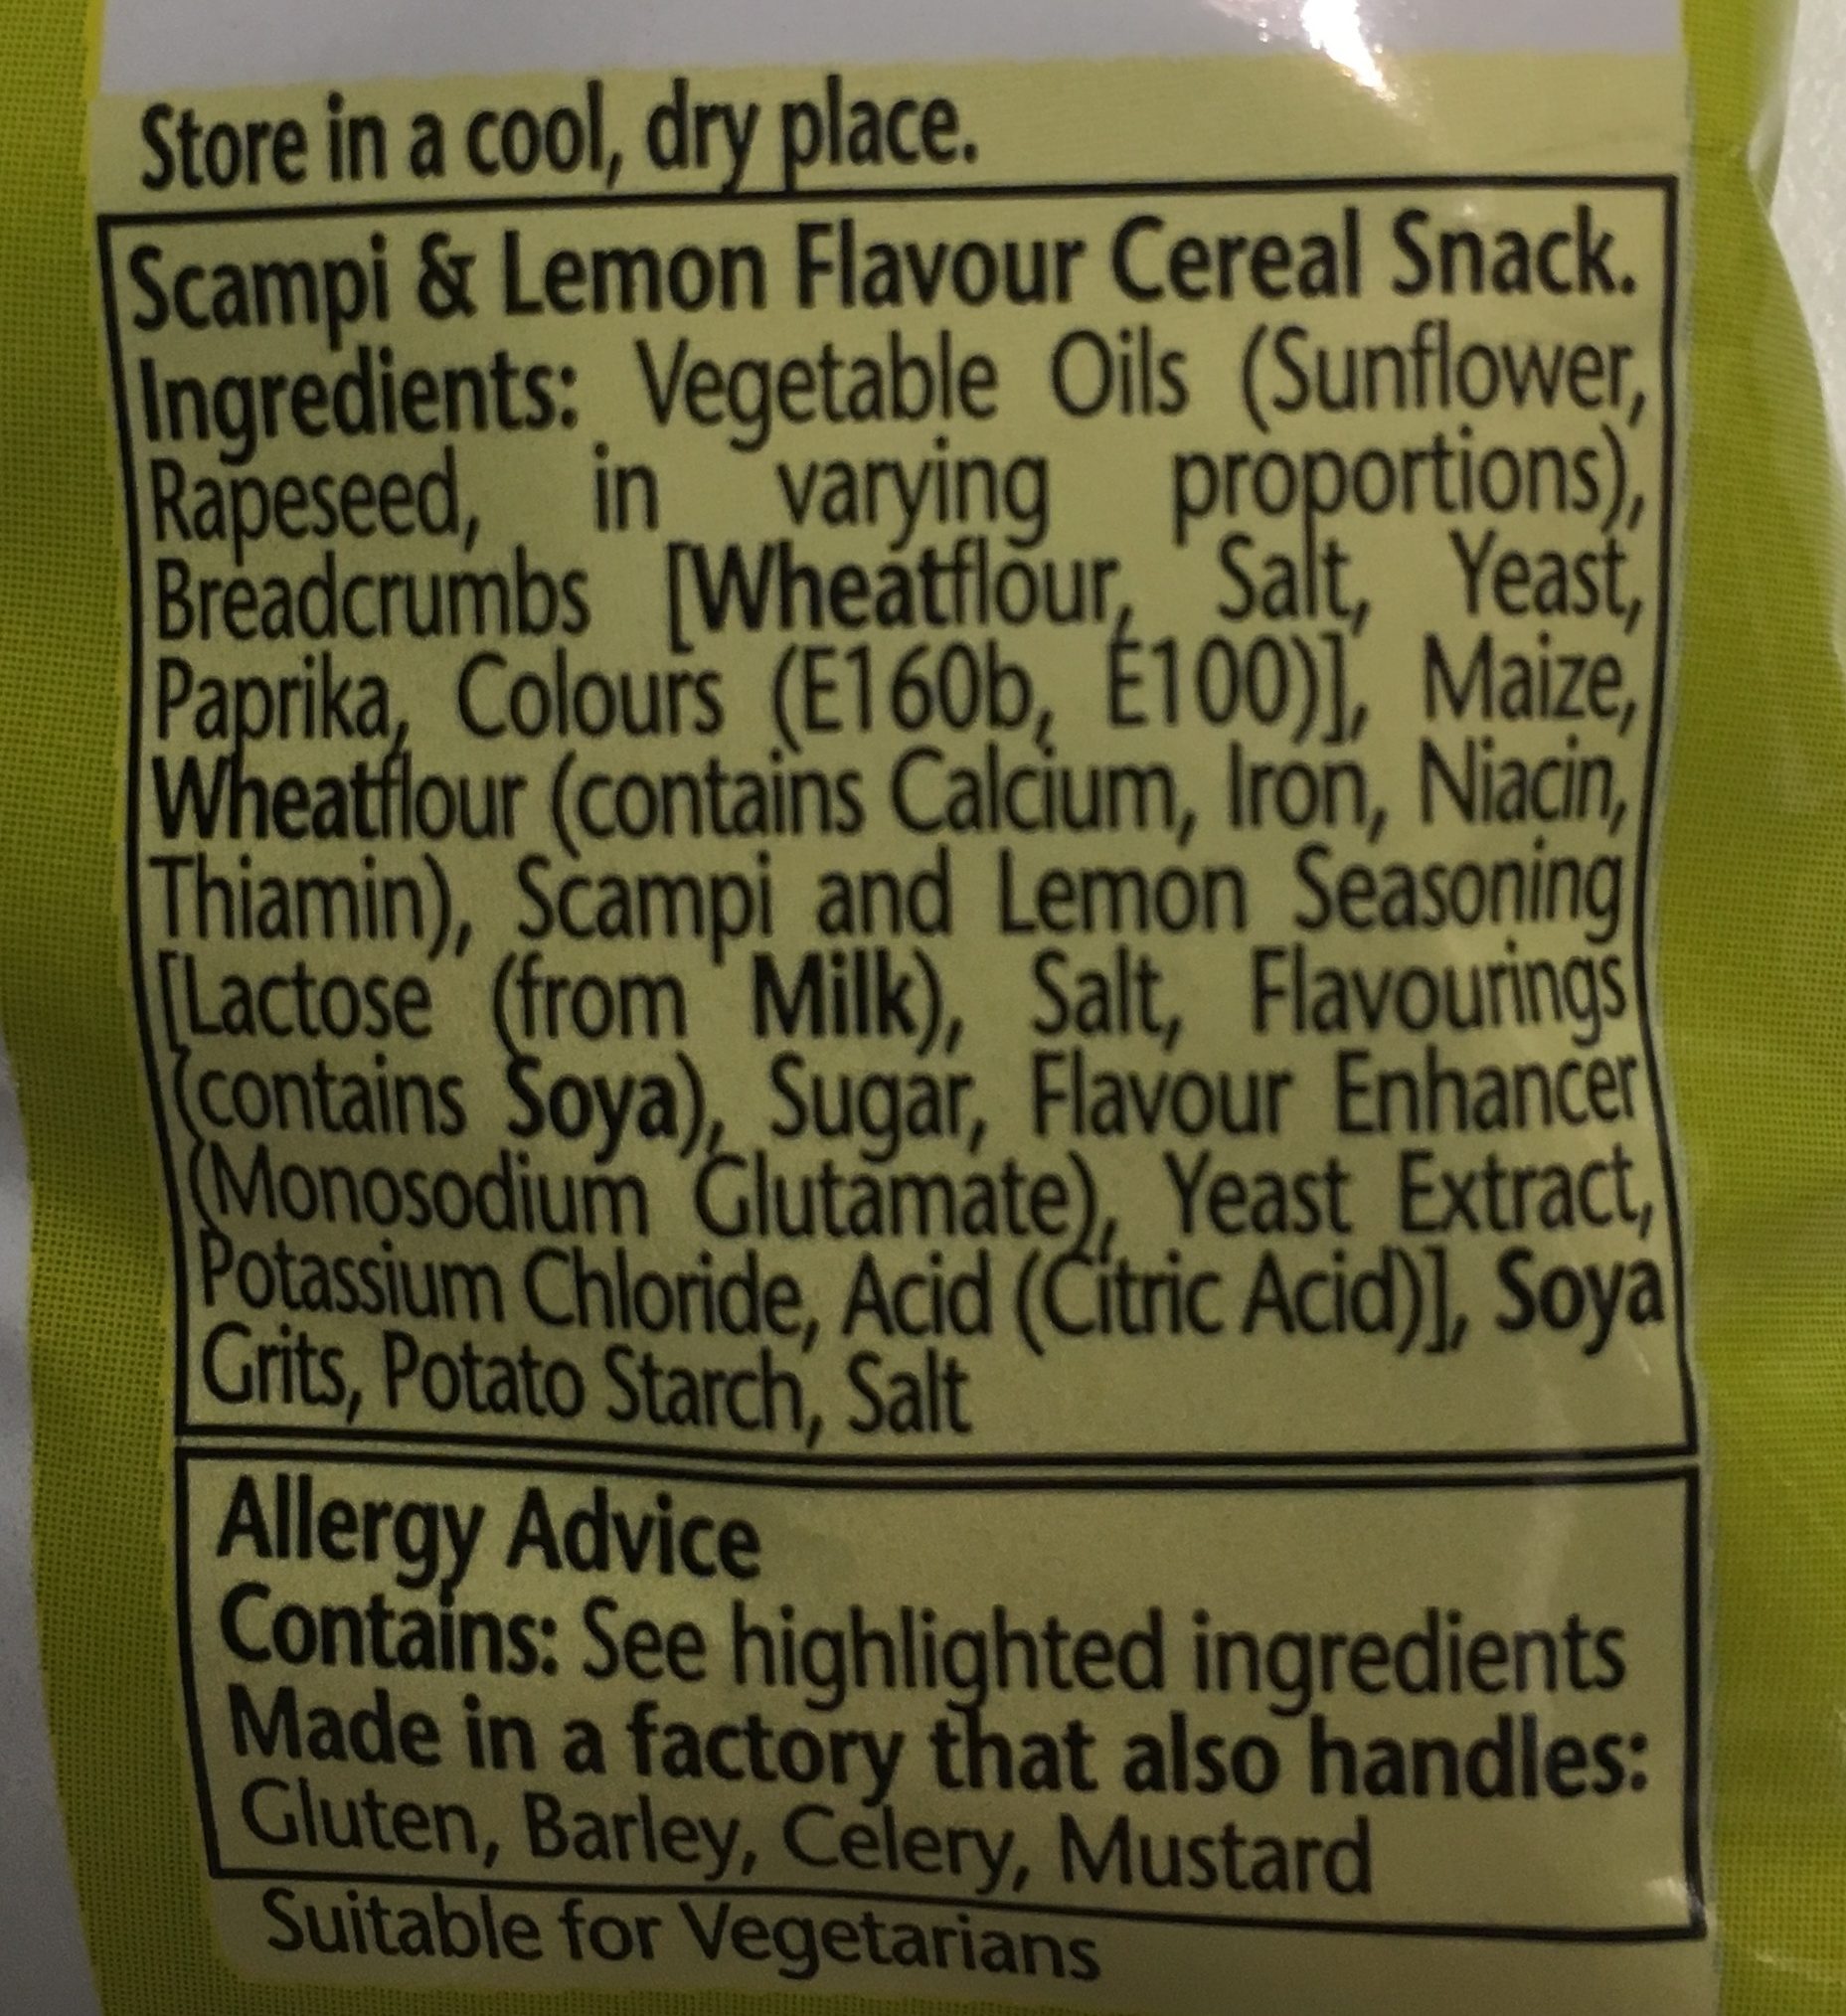 Store in a cool, dry place.
Scampi & Lemon Flavour Cereal Snack.
Ingredients: Vegetable Oils (Sunflower,
Rapeseed, in varying proportions),
Breadcrumbs [Wheatflour, Salt, Yeast,
Paprika, Colours (E160b, E100)], Maize,
Wheatflour (contains Calcium, Iron, Niacin,
Thiamin), Scampi and Lemon Seasoning
[Lactose (from Milk), Salt, Flavourings
(contains Soya), Sugar, Flavour Enhancer
(Monosodium Glutamate), Yeast Extract,
Potassium Chloride, Acid (Citric Acid)], Soya
Grits, Potato Starch, Salt
Allergy Advice
Contains: See highlighted ingredients
Made in a factory that also handles:
Gluten, Barley, Celery, Mustard
Suitable for Vegetarians